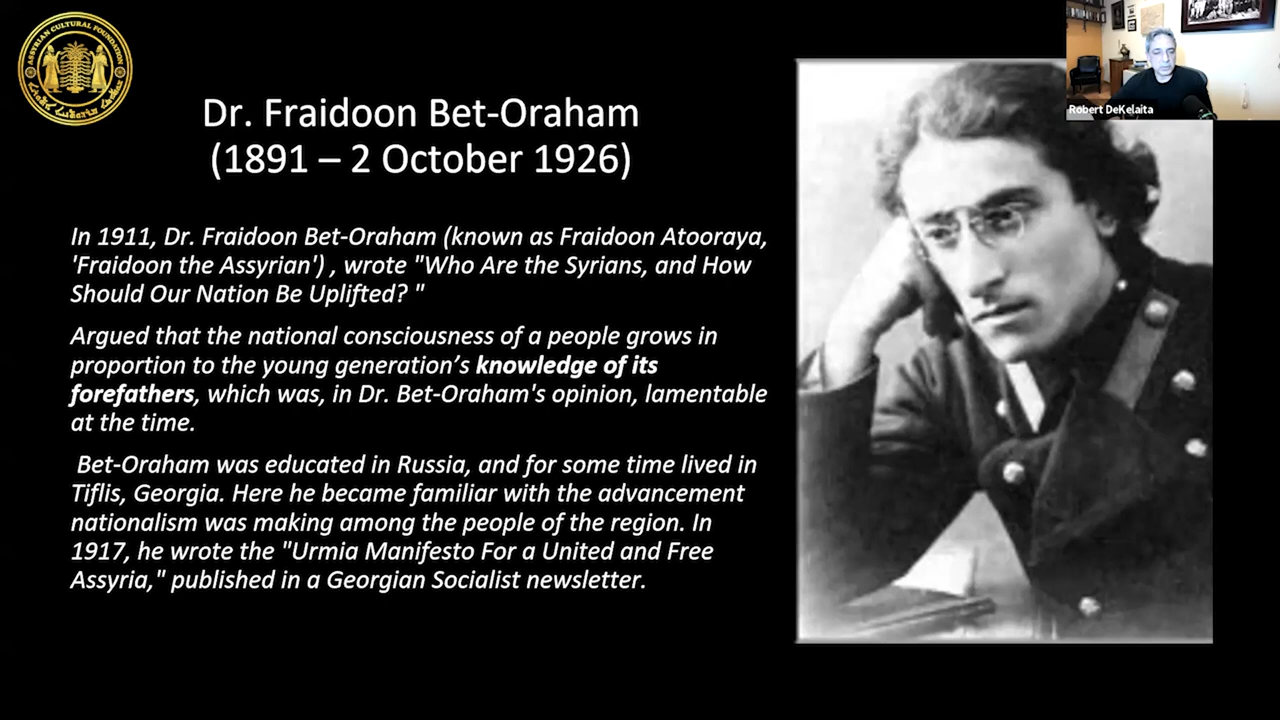 ASSYRIAN CULTURAL FOUNDATION
Robert DeKelaita
Dr. Fraidoon Bet-Oraham
(1891 – 2 October 1926)
In 1911, Dr. Fraidoon Bet-Oraham (known as Fraidoon Atooraya,
'Fraidoon the Assyrian') , wrote "Who Are the Syrians, and How
Should Our Nation Be Uplifted? "
Argued that the national consciousness of a people grows in
proportion to the young generation’s knowledge of its
forefathers, which was, in Dr. Bet-Oraham's opinion, lamentable
at the time.
Bet-Oraham was educated in Russia, and for some time lived in
Tiflis, Georgia. Here he became familiar with the advancement
nationalism was making among the people of the region. In
1917, he wrote the "Urmia Manifesto For a United and Free
Assyria," published in a Georgian Socialist newsletter.